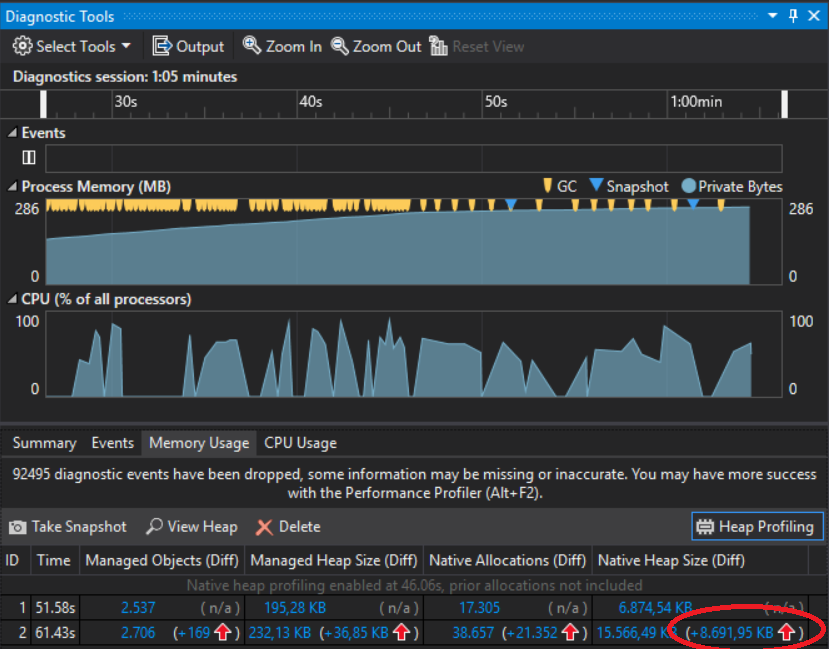 Diagnostic Tools
Select Tools Output Zoom In Zoom Out Reset View
Diagnostics session: 1:05 minutes
30s 40s 50s 1:00min
Events
Process Memory (MB) GC Snapshot Private Bytes
286 286
0 0
CPU (% of all processors)
100 100
0 0
Summary Events Memory Usage CPU Usage
92495 diagnostic events have been dropped, some information may be missing or inaccurate. You may have more success
with the Performance Profiler (Alt+F2).
Take Snapshot View Heap Delete Heap Profiling
ID Time Managed Objects (Diff) Managed Heap Size (Diff) Native Allocations (Diff) Native Heap Size (Diff)
Native heap profiling enabled at 46.06s, prior allocations not included
1 51.58s 2.537 (n/a) 195,28 KB (n/a) 17.305 (n/a) 6.874,54 KB (n/a)
2 61.43s 2.706 (+169) 232,13 KB (+36,85 KB) 38.657 (+21.352) 15.566,49 KB (+8.691,95 KB)